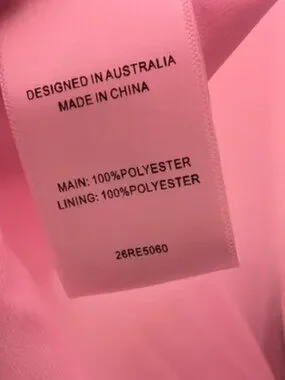 DESIGNED IN AUSTRALIA
MADE IN CHINA
MAIN: 100%POLYESTER
LINING: 100%POLYESTER
26RE5060